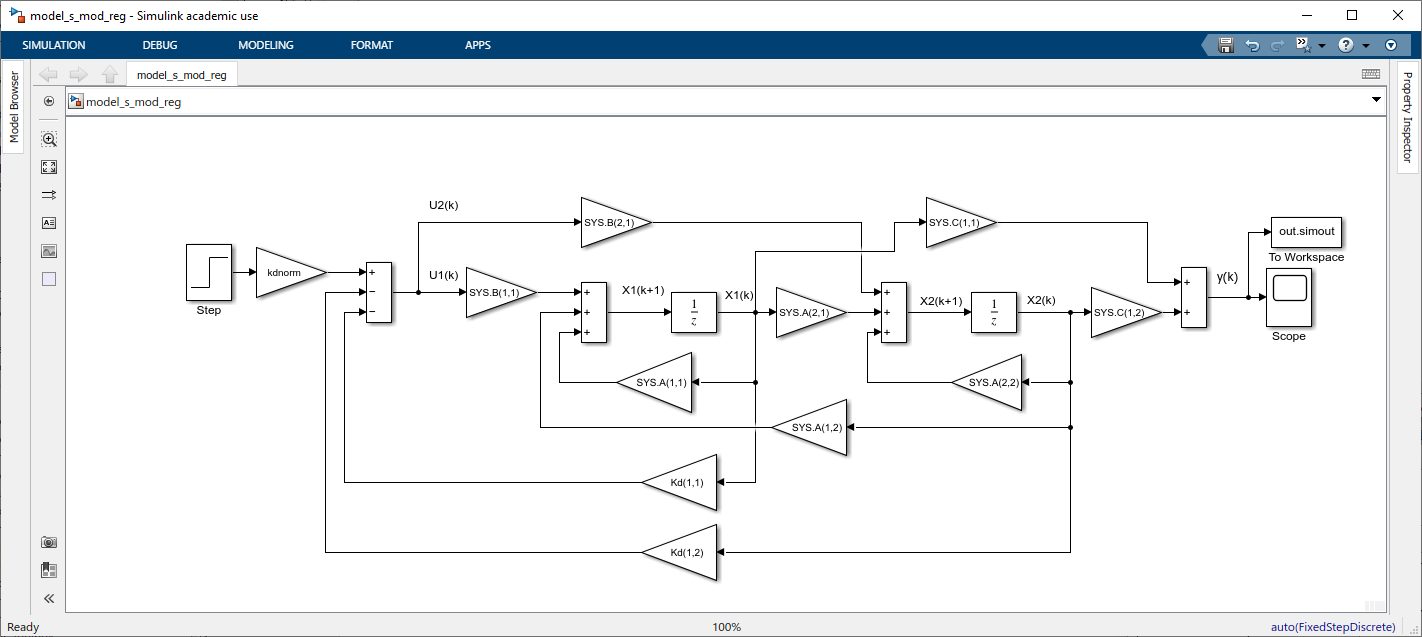 model_s_mod_reg - Simulink academic use
SIMULATION DEBUG MODELING FORMAT APPS
model_s_mod_reg
model_s_mod_reg
Model Browser
Property Inspector
U2(k)
SYS.B(2,1)
SYS.C(1,1)
out.simout
To Workspace
Step
kdnorm
U1(k)
SYS.B(1,1)
X1(k+1)
1
z
X1(k)
SYS.A(2,1)
X2(k+1)
1
z
X2(k)
SYS.C(1,2)
y(k)
Scope
SYS.A(1,1)
SYS.A(2,2)
SYS.A(1,2)
Kd(1,1)
Kd(1,2)
Ready 100% auto(FixedStepDiscrete)